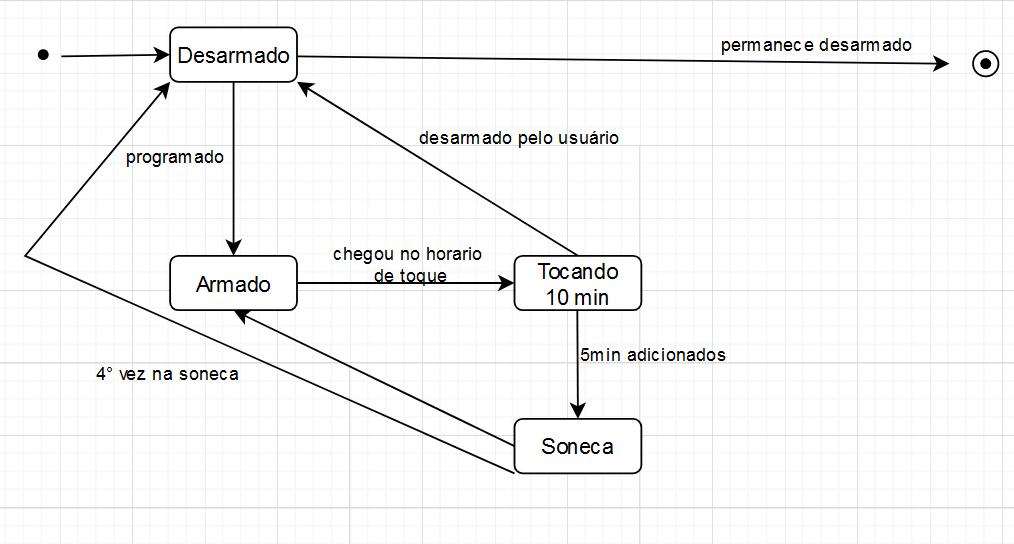 permanece desarmado
Desarmado
desarmado pelo usuário
programado
chegou no horario
de toque
Armado
Tocando
10 min
5min adicionados
4° vez na soneca
Soneca